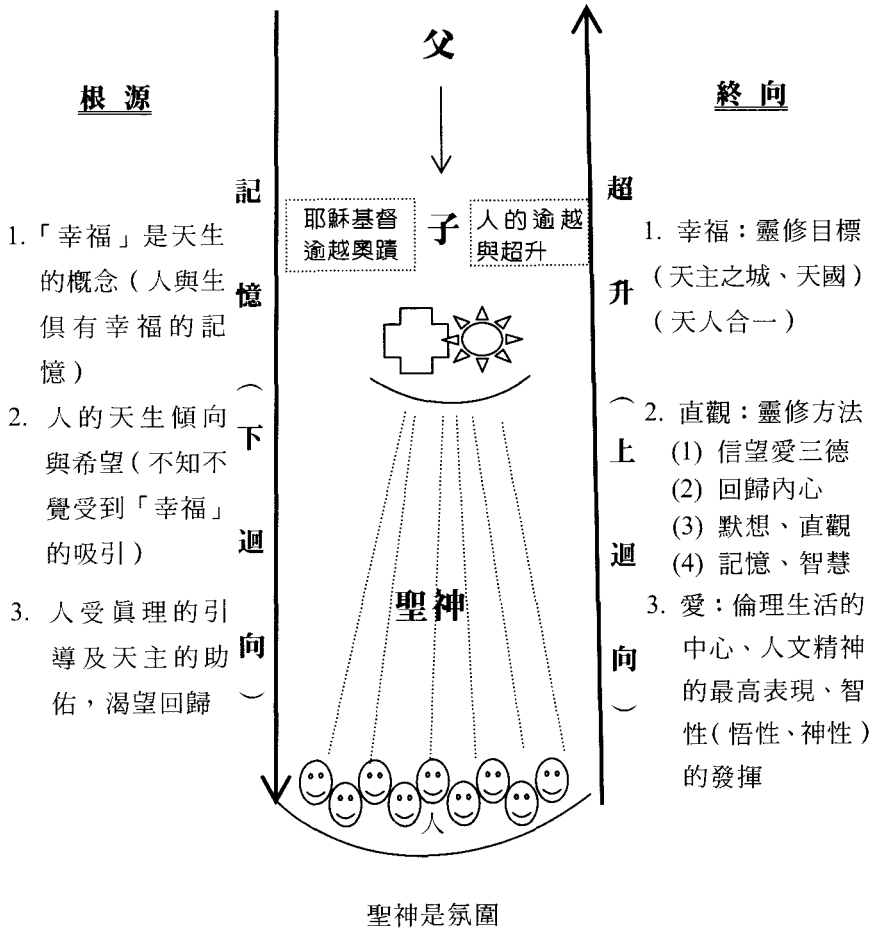 父
根源
終向
記憶（下迴向）
超升（上迴向）
耶穌基督
逾越奧蹟
子
人的逾越
與超升
1.「幸福」是天生
的概念（人與生
俱有幸福的記
憶）
2. 人的天生傾向
與希望（不知不
覺受到「幸福」
的吸引）
3. 人受眞理的引
導及天主的助
佑，渴望回歸
聖神
人
1. 幸福：靈修目標
（天主之城、天國）
（天人合一）
2. 直觀：靈修方法
(1) 信望愛三德
(2) 回歸內心
(3) 默想、直觀
(4) 記憶、智慧
3. 愛：倫理生活的
中心、人文精神
的最高表現、智
性（悟性、神性）
的發揮
聖神是氛圍